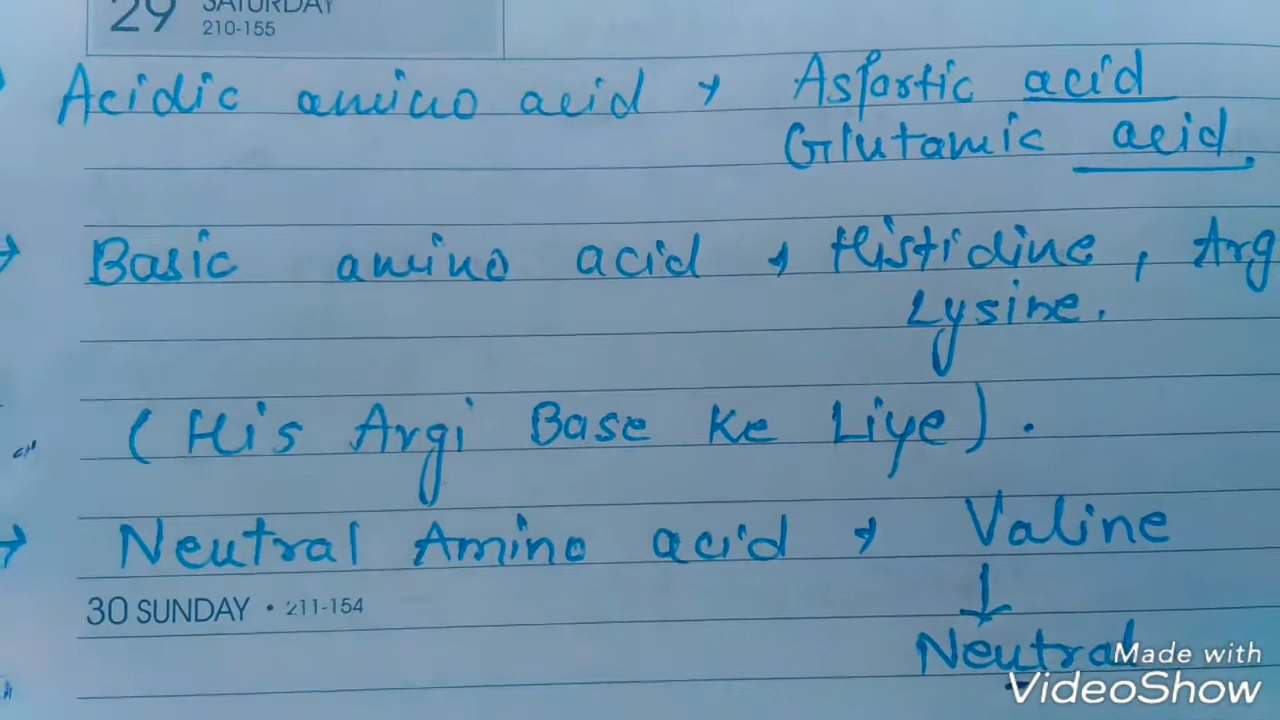 29 SATURDAY
210-155
Acidic amino acid → Aspartic acid
Glutamic acid.
→ Basic amino acid → Histidine, Arg
Lysine.
(His Argi Base Ke Liye).
→ Neutral Amino acid → Valine
↓
30 SUNDAY • 211-154
Neutral
Made with
VideoShow